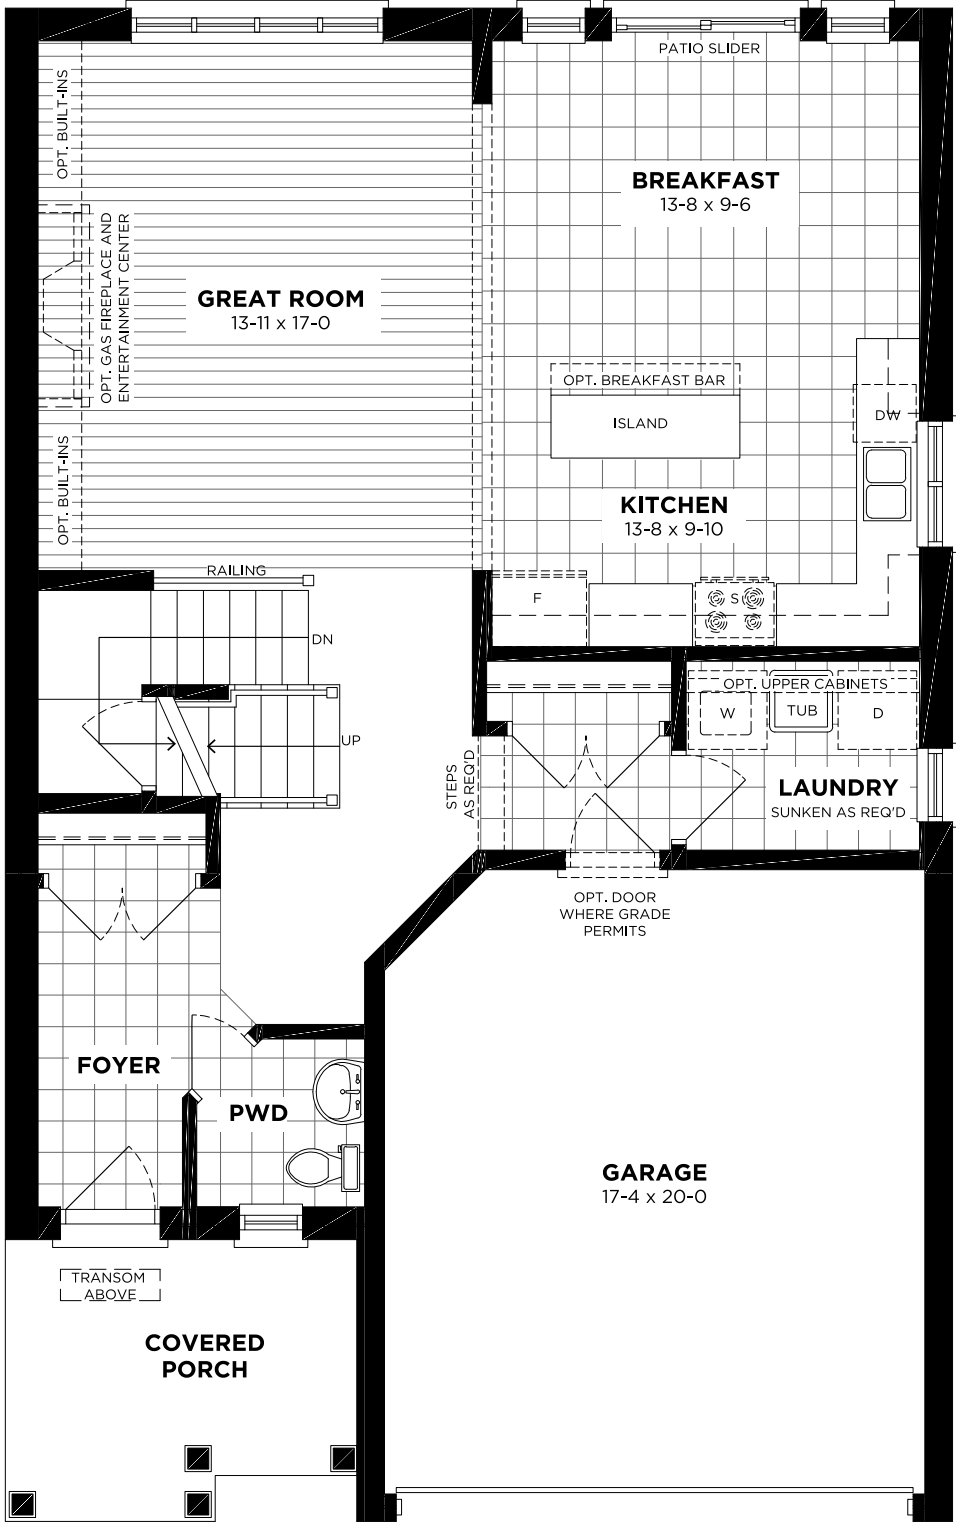 PATIO SLIDER
OPT. BUILT-INS
BREAKFAST
13-8 x 9-6
OPT. GAS FIREPLACE AND
ENTERTAINMENT CENTER
GREAT ROOM
13-11 x 17-0
OPT. BREAKFAST BAR
ISLAND
DW
OPT. BUILT-INS
KITCHEN
13-8 x 9-10
RAILING
F
S
DN
UP
OPT. UPPER CABINETS
W
TUB
D
STEPS
AS REQ'D
LAUNDRY
SUNKEN AS REQ'D
OPT. DOOR
WHERE GRADE
PERMITS
FOYER
PWD
GARAGE
17-4 x 20-0
TRANSOM
ABOVE
COVERED
PORCH